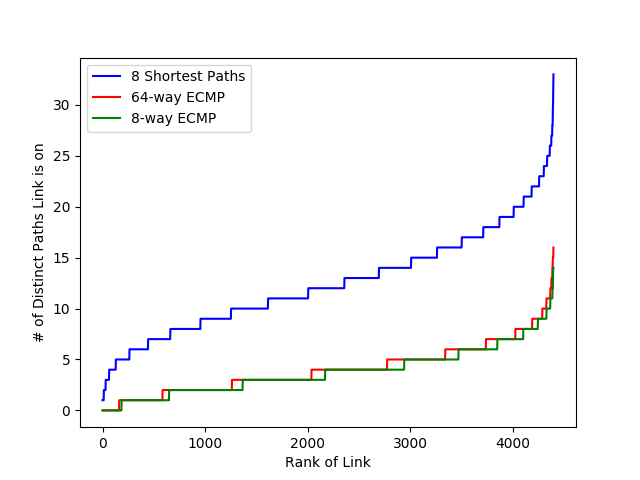 8 Shortest Paths
64-way ECMP
8-way ECMP
# of Distinct Paths Link is on
30
25
20
15
10
5
0
0 1000 2000 3000 4000
Rank of Link